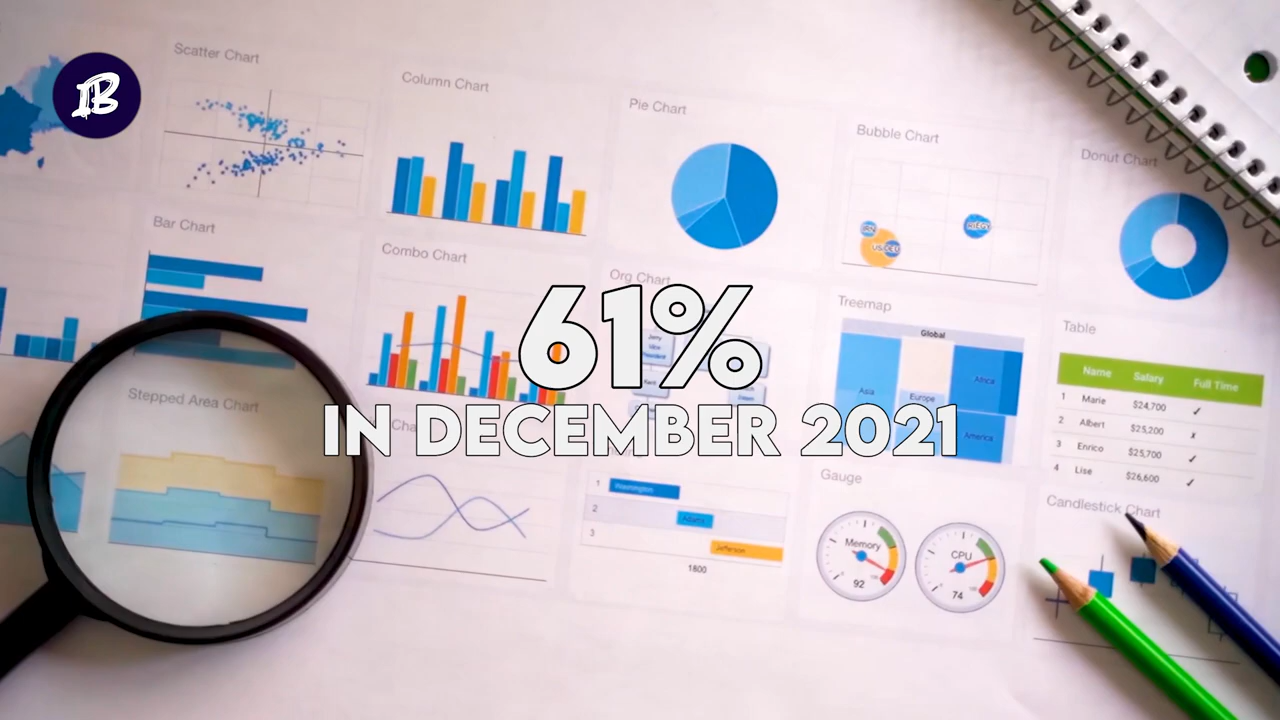 IB
Scatter Chart
Column Chart
Pie Chart
Bubble Chart
Donut Chart
Bar Chart
Combo Chart
Org Chart
Treemap
Table
Global
Asia
Europe
Africa
America
Name Salary Full Time
1 Marie $24,700 ✓
2 Albert $25,200 ✗
3 Enrico $25,700 ✓
4 Lise $26,600 ✓
61%
IN DECEMBER 2021
Stepped Area Chart
1 Washington
2 Adams
3 Jefferson
1800
Gauge
Memory
92
CPU
74
Candlestick Chart